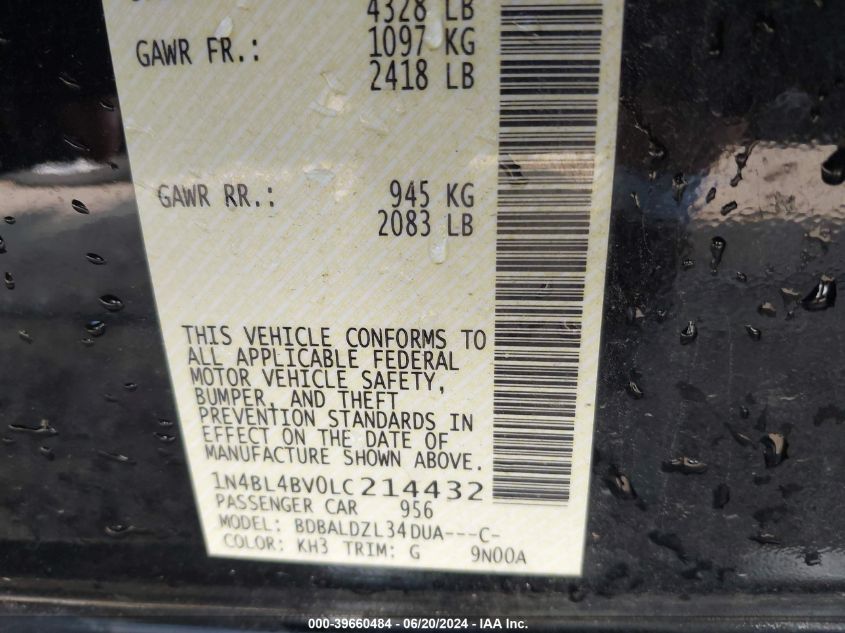 4328 LB
GAWR FR.: 1097 KG
2418 LB
GAWR RR.: 945 KG
2083 LB
THIS VEHICLE CONFORMS TO
ALL APPLICABLE FEDERAL
MOTOR VEHICLE SAFETY,
BUMPER, AND THEFT
PREVENTION STANDARDS IN
EFFECT ON THE DATE OF
MANUFACTURE SHOWN ABOVE.
1N4BL4BV0LC214432
PASSENGER CAR 956
MODEL: BDBALDZL34DUA---C-
COLOR: KH3 TRIM: G 9N00A
000-39660484 - 06/20/2024 - IAA Inc.